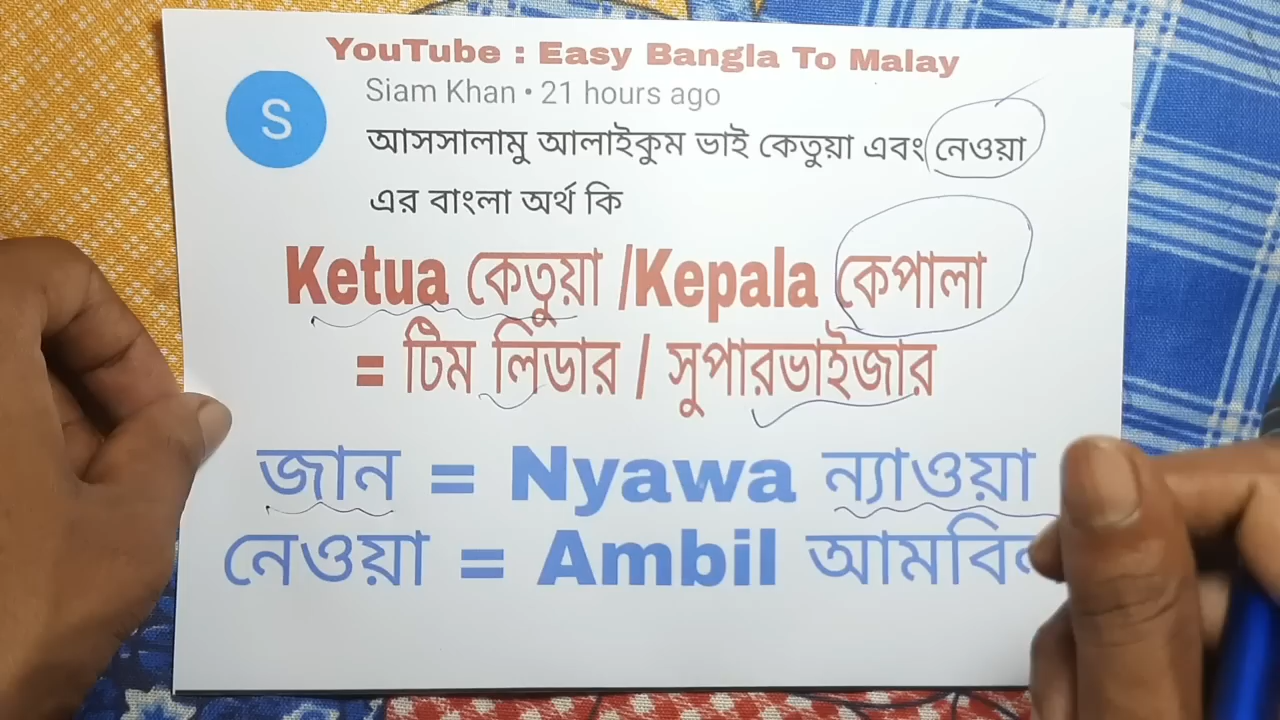 YouTube : Easy Bangla To Malay
S
Siam Khan • 21 hours ago
আসসালামু আলাইকুম ভাই কেতুয়া এবং নেওয়া
এর বাংলা অর্থ কি
Ketua কেতুয়া /Kepala কেপালা
= টিম লিডার / সুপারভাইজার
জান = Nyawa ন্যাওয়া
নেওয়া = Ambil